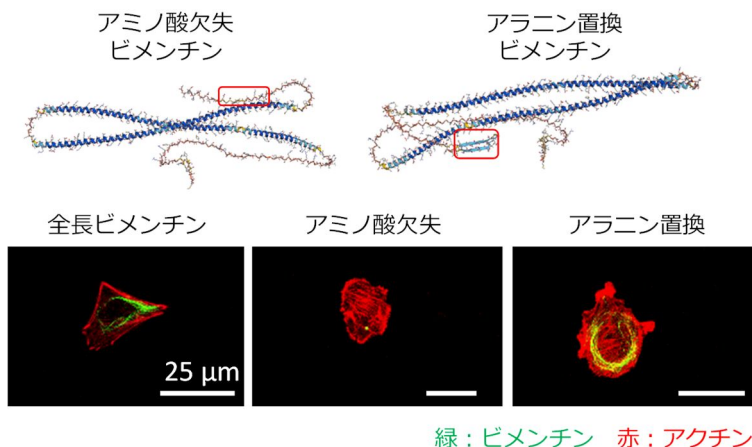 アミノ酸欠失
ビメンチン
アラニン置換
ビメンチン
全長ビメンチン
アミノ酸欠失
アラニン置換
25 μm
緑：ビメンチン 赤：アクチン